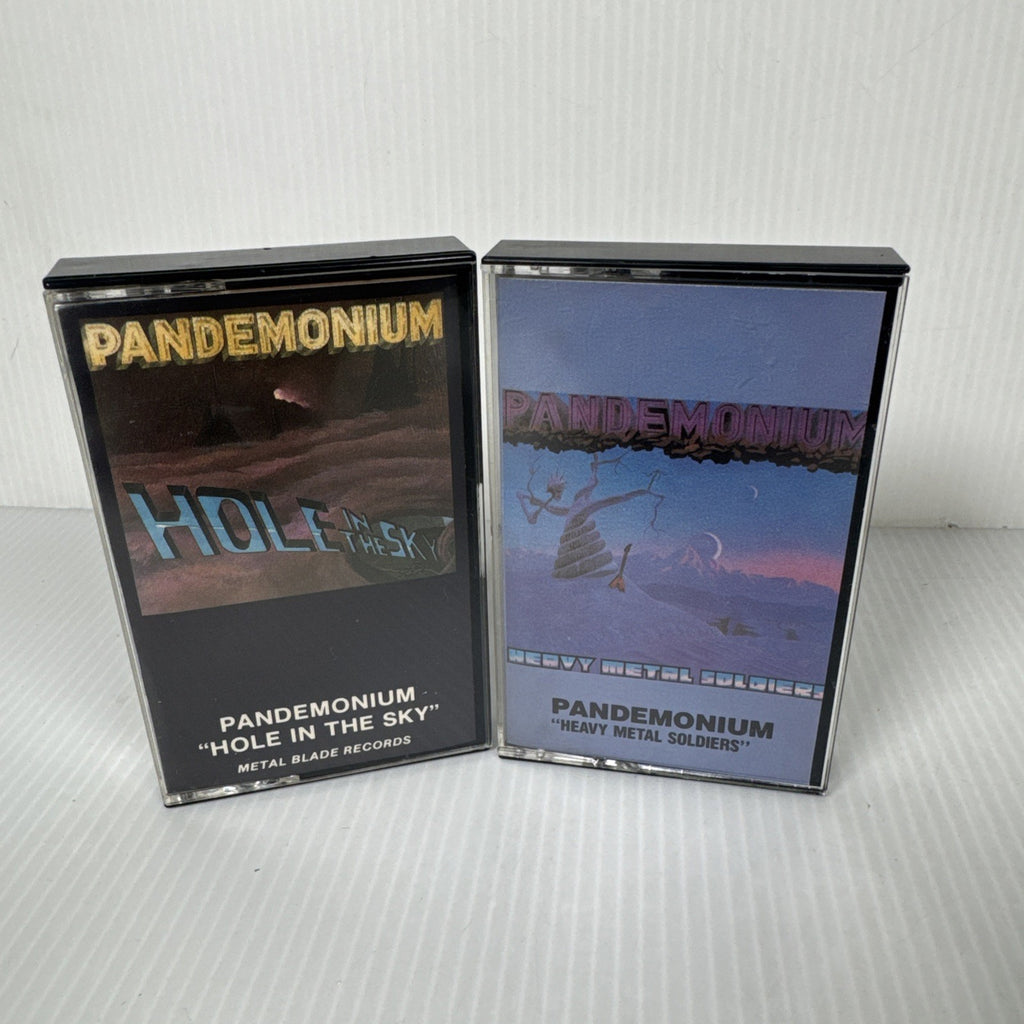 PANDEMONIUM
HOLE IN THE SKY
PANDEMONIUM
"HOLE IN THE SKY"
METAL BLADE RECORDS
PANDEMONIUM
HEAVY METAL SOLDIERS
PANDEMONIUM
"HEAVY METAL SOLDIERS"